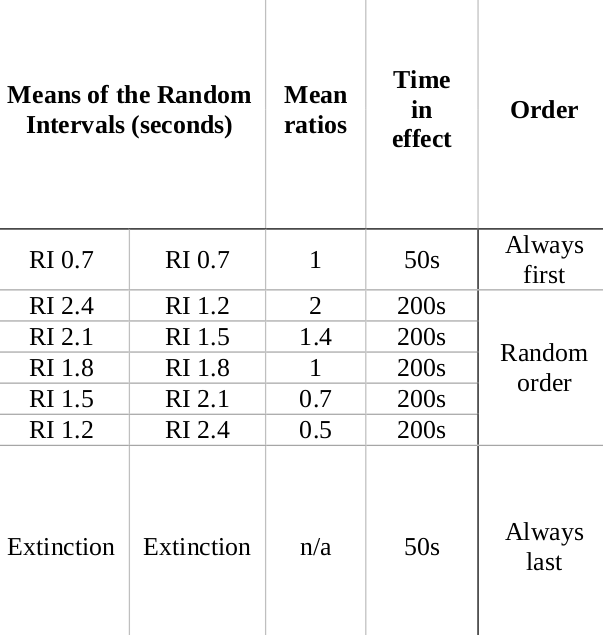 Means of the Random
Intervals (seconds)
Mean
ratios
Time
in
effect
Order
RI 0.7 RI 0.7 1 50s
Always
first
RI 2.4 RI 1.2 2 200s
RI 2.1 RI 1.5 1.4 200s
RI 1.8 RI 1.8 1 200s
RI 1.5 RI 2.1 0.7 200s
RI 1.2 RI 2.4 0.5 200s
Random
order
Extinction Extinction n/a 50s
Always
last